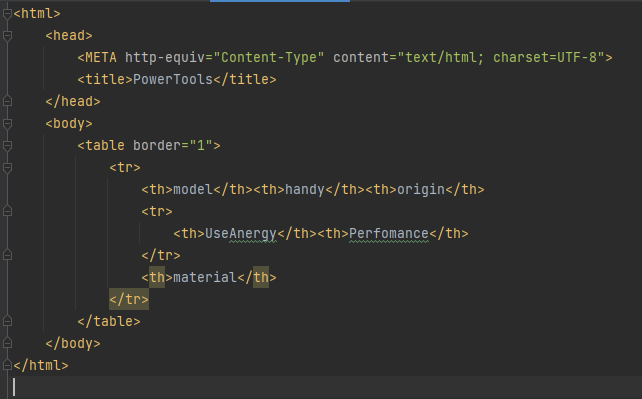 <html>
<head>
<META http-equiv="Content-Type" content="text/html; charset=UTF-8">
<title>PowerTools</title>
</head>
<body>
<table border="1">
<tr>
<th>model</th><th>handy</th><th>origin</th>
<tr>
<th>UseAnergy</th><th>Perfomance</th>
</tr>
<th>material</th>
</tr>
</table>
</body>
</html>